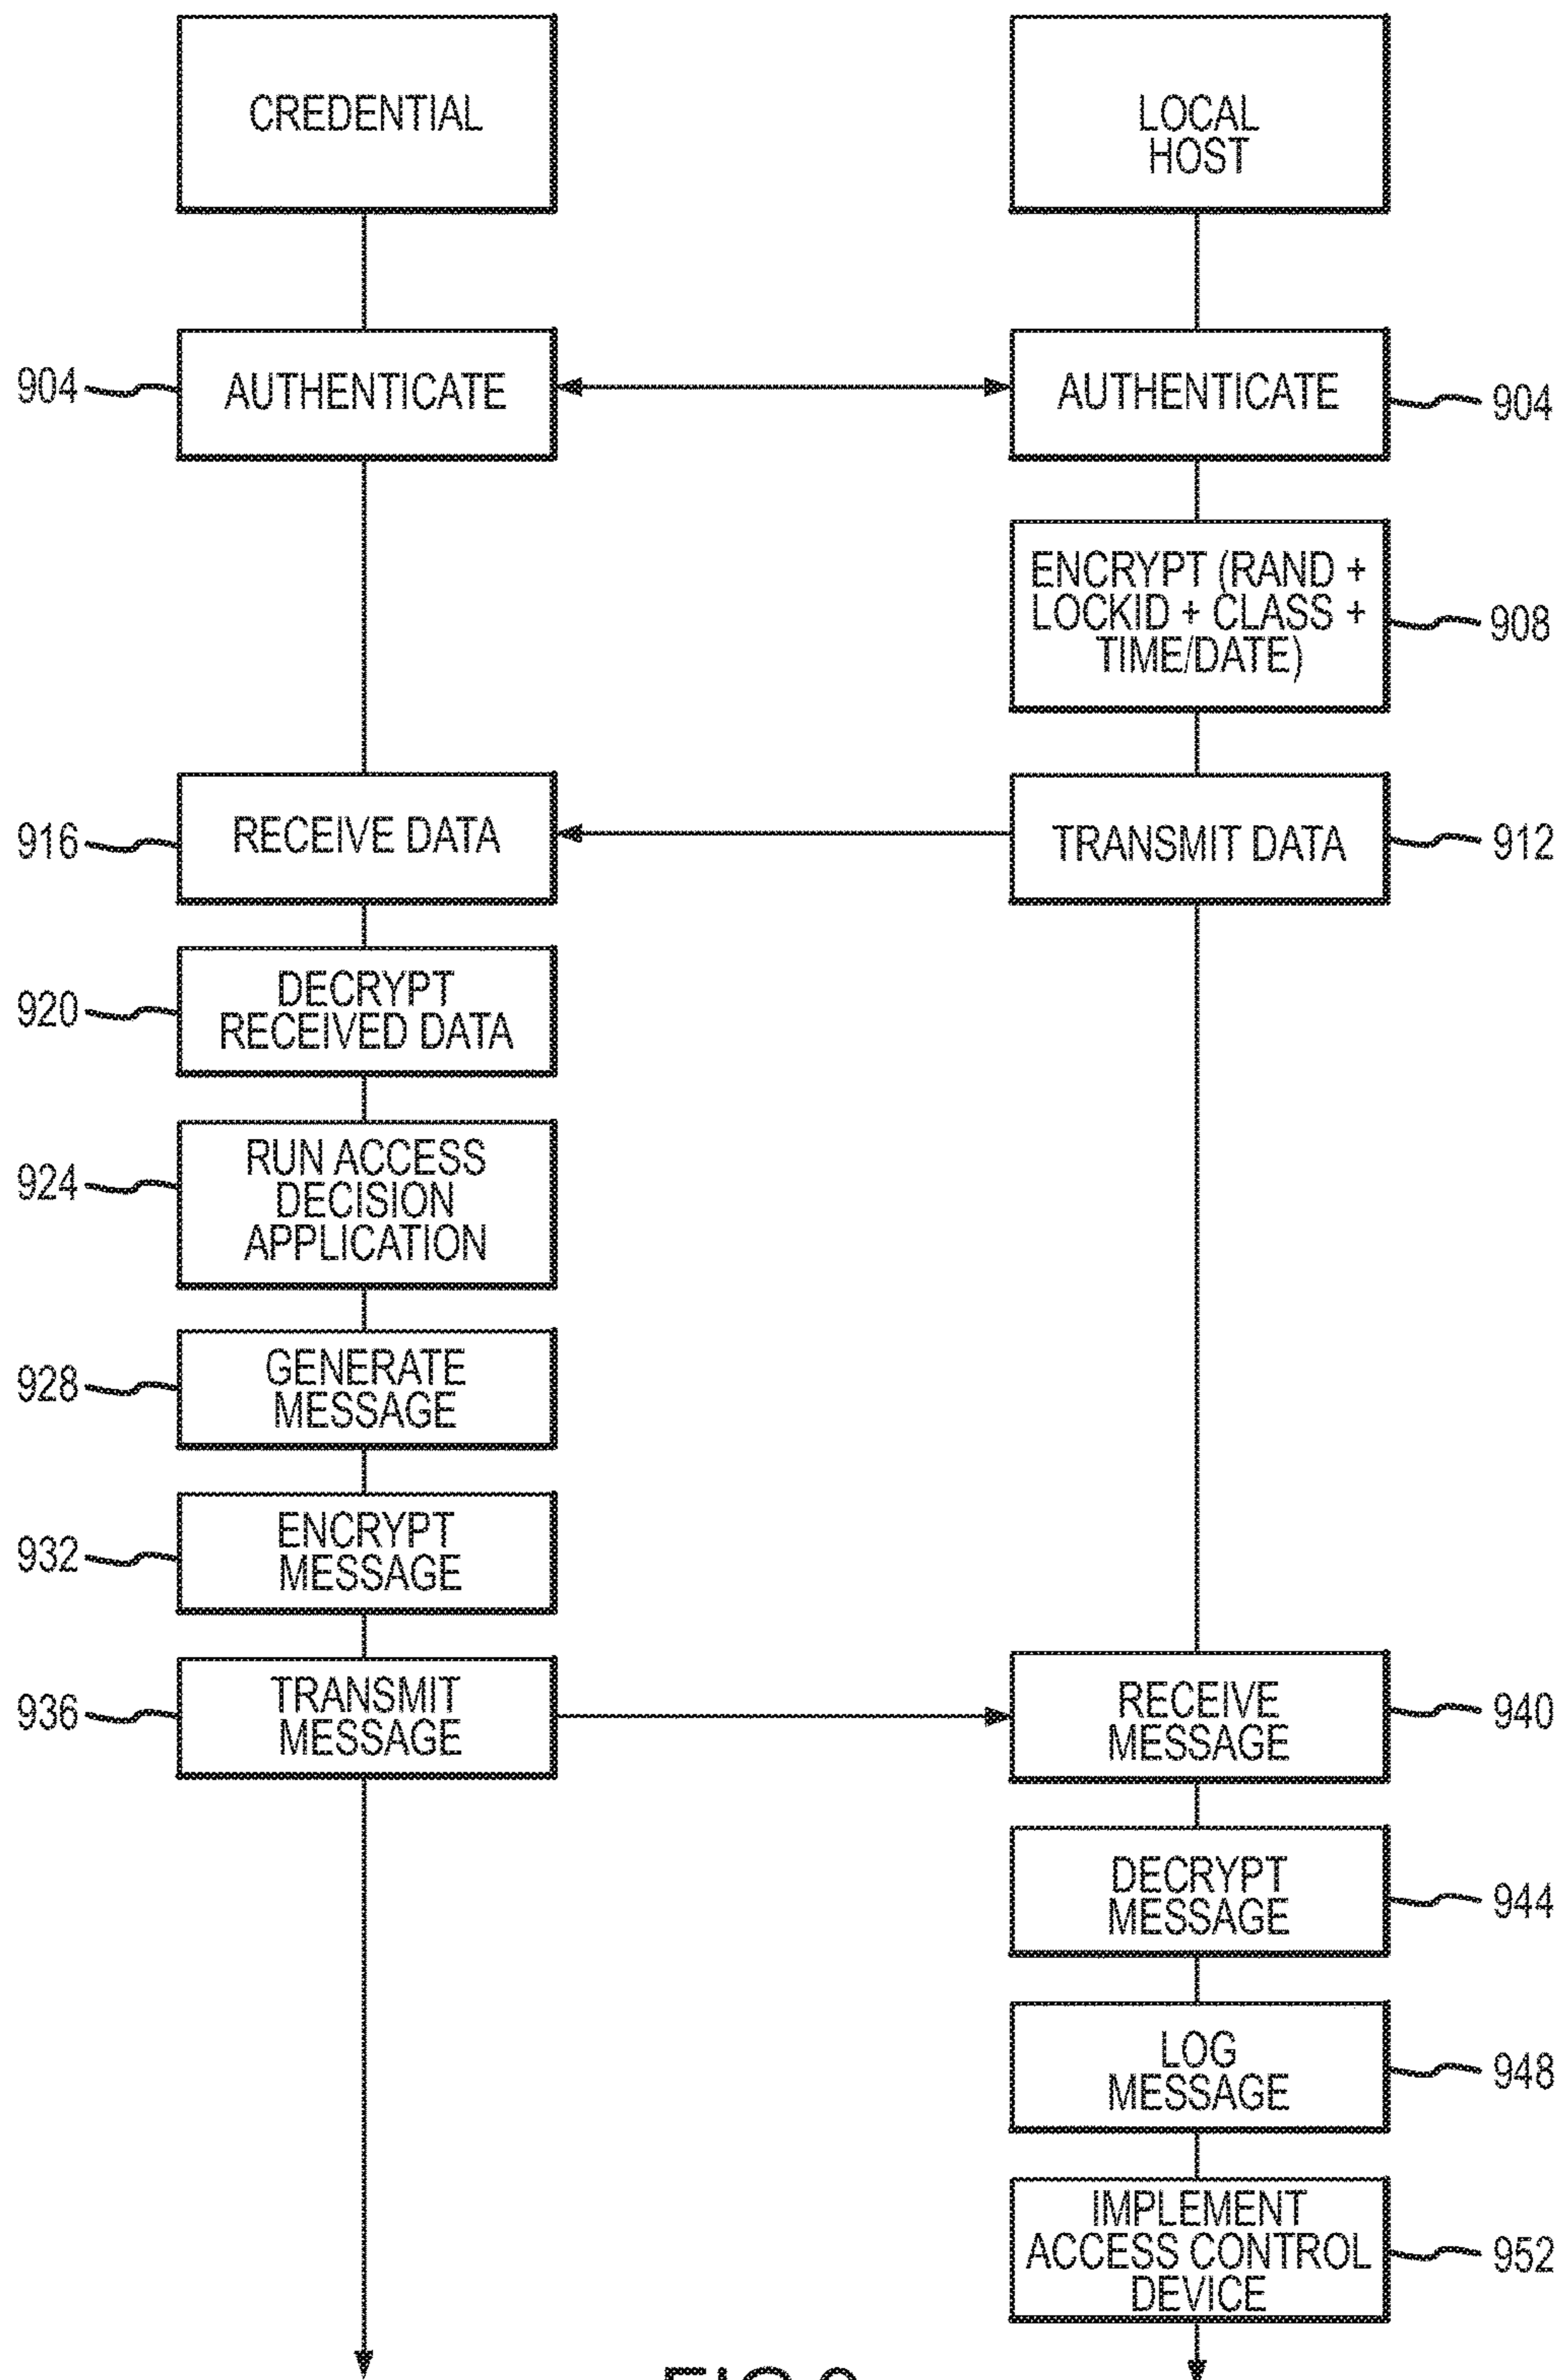 CREDENTIAL
LOCAL
HOST
904
AUTHENTICATE
AUTHENTICATE
904
ENCRYPT (RAND +
LOCKID + CLASS +
TIME/DATE)
908
916
RECEIVE DATA
TRANSMIT DATA
912
920
DECRYPT
RECEIVED DATA
924
RUN ACCESS
DECISION
APPLICATION
928
GENERATE
MESSAGE
932
ENCRYPT
MESSAGE
936
TRANSMIT
MESSAGE
RECEIVE
MESSAGE
940
DECRYPT
MESSAGE
944
LOG
MESSAGE
948
IMPLEMENT
ACCESS CONTROL
DEVICE
952